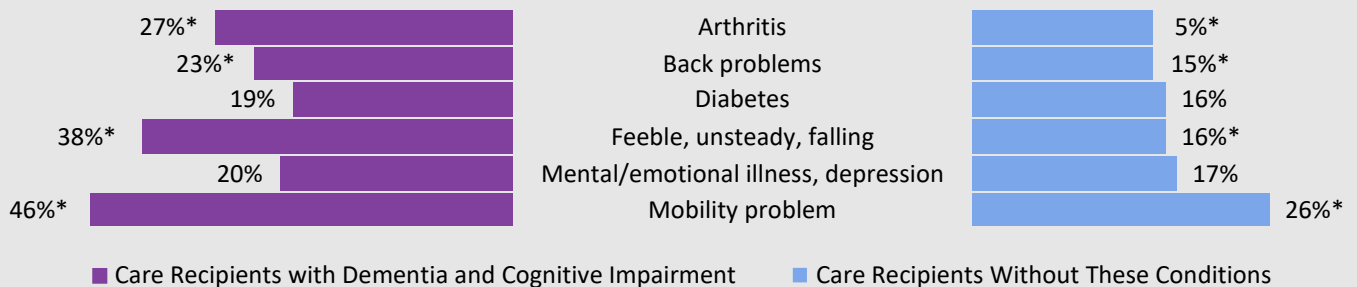 27%* Arthritis 5%*
23%* Back problems 15%*
19% Diabetes 16%
38%* Feeble, unsteady, falling 16%*
20% Mental/emotional illness, depression 17%
46%* Mobility problem 26%*
Care Recipients with Dementia and Cognitive Impairment Care Recipients Without These Conditions